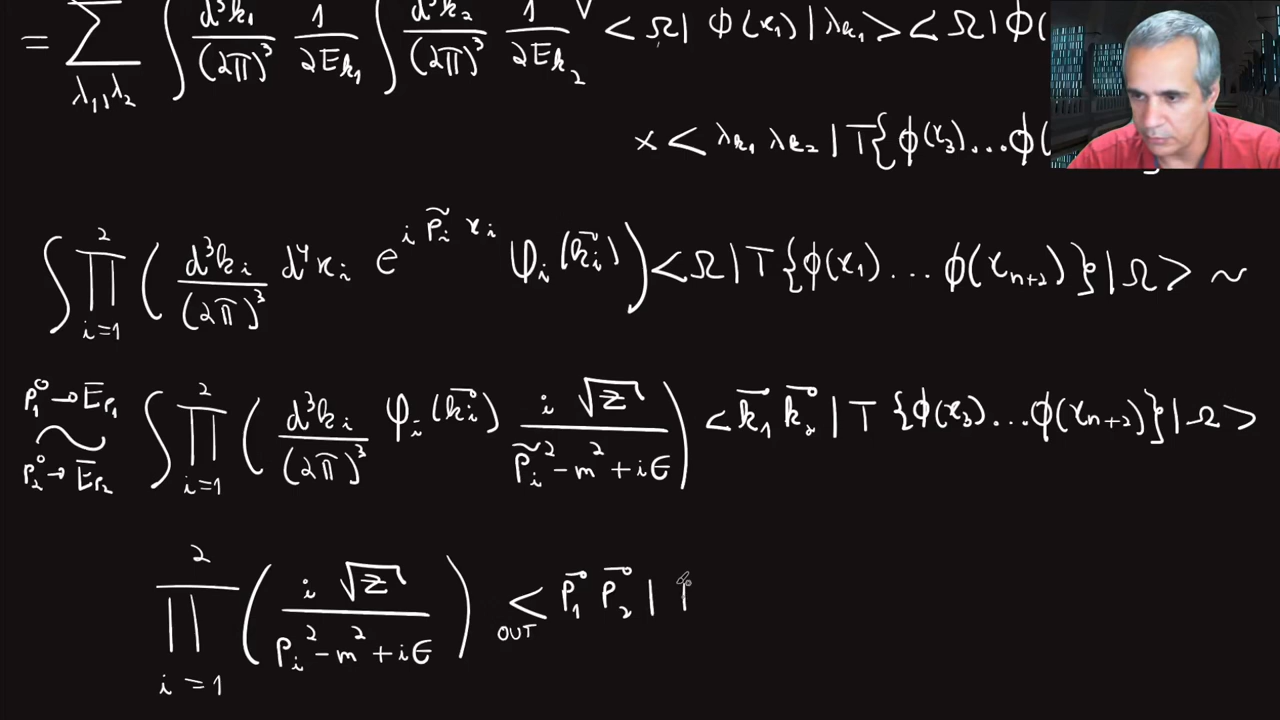 = ∑_{λ₁,λ₂} ∫ d³k₁/(2π)³ 1/2E_{k₁} ∫ d³k₂/(2π)³ 1/2E_{k₂} <Ω| ϕ(x₁) |λ_{k₁}> <Ω|ϕ(
x <λ_{k₁} λ_{k₂} | T{ϕ(x₃)...ϕ(
∫ ∏_{i=1}^{2} ( d³k_i/(2π)³ d⁴x_i e^{i p̃_i x_i} φ_i(k⃗_i) ) <Ω|T{ϕ(x₁)...ϕ(x_{n+2})}|Ω> ~
p₁⁰→E_{p₁} ~ p₂⁰→E_{p₂} ∫ ∏_{i=1}^{2} ( d³k_i/(2π)³ φ_i(k⃗_i) i√Z/(p̃_i² − m² + iϵ) ) <k⃗₁ k⃗₂|T{ϕ(x₃)...ϕ(x_{n+2})}|Ω>
∏_{i=1}^{2} ( i√Z/(p_i² − m² + iϵ) ) _{OUT}<p⃗₁ p⃗₂ | T